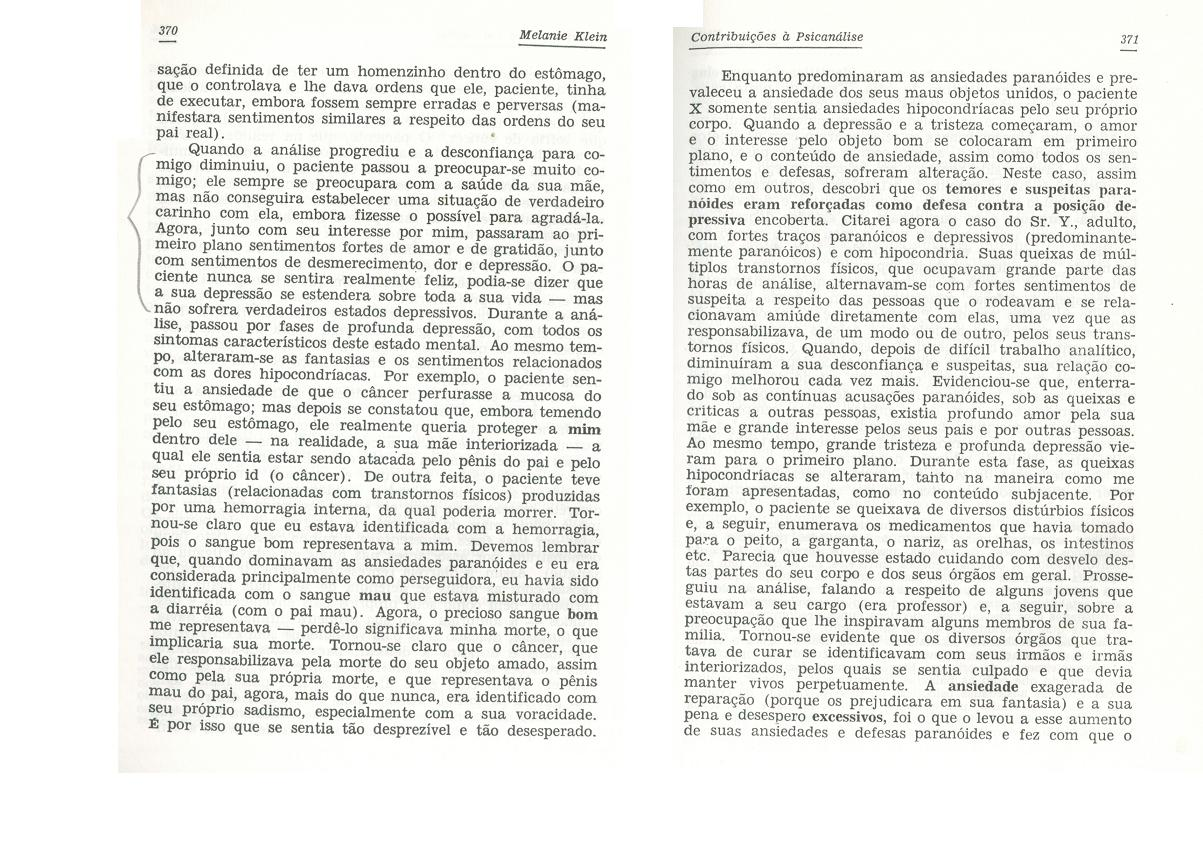 370
Melanie Klein
sação definida de ter um homenzinho dentro do estômago,
que o controlava e lhe dava ordens que ele, paciente, tinha
de executar, embora fossem sempre erradas e perversas (ma-
nifestara sentimentos similares a respeito das ordens do seu
pai real).
Quando a análise progrediu e a desconfiança para co-
migo diminuiu, o paciente passou a preocupar-se muito co-
migo; ele sempre se preocupara com a saúde da sua mãe,
mas não conseguira estabelecer uma situação de verdadeiro
carinho com ela, embora fizesse o possível para agradá-la.
Agora, junto com seu interesse por mim, passaram ao pri-
meiro plano sentimentos fortes de amor e de gratidão, junto
com sentimentos de desmerecimento, dor e depressão. O pa-
ciente nunca se sentira realmente feliz, podia-se dizer que
a sua depressão se estendera sobre toda a sua vida — mas
não sofrera verdadeiros estados depressivos. Durante a aná-
lise, passou por fases de profunda depressão, com todos os
sintomas característicos deste estado mental. Ao mesmo tem-
po, alteraram-se as fantasias e os sentimentos relacionados
com as dores hipocondríacas. Por exemplo, o paciente sen-
tiu a ansiedade de que o câncer perfurasse a mucosa do
seu estômago; mas depois se constatou que, embora temendo
pelo seu estômago, ele realmente queria proteger a mim
dentro dele — na realidade, a sua mãe interiorizada — a
qual ele sentia estar sendo atacada pelo pênis do pai e pelo
seu próprio id (o câncer). De outra feita, o paciente teve
fantasias (relacionadas com transtornos físicos) produzidas
por uma hemorragia interna, da qual poderia morrer. Tor-
nou-se claro que eu estava identificada com a hemorragia,
pois o sangue bom representava a mim. Devemos lembrar
que, quando dominavam as ansiedades paranóides e eu era
considerada principalmente como perseguidora, eu havia sido
identificada com o sangue mau que estava misturado com
a diarréia (com o pai mau). Agora, o precioso sangue bom
me representava — perdê-lo significava minha morte, o que
implicaria sua morte. Tornou-se claro que o câncer, que
ele responsabilizava pela morte do seu objeto amado, assim
como pela sua própria morte, e que representava o pênis
mau do pai, agora, mais do que nunca, era identificado com
seu próprio sadismo, especialmente com a sua voracidade.
É por isso que se sentia tão desprezível e tão desesperado.
Contribuições à Psicanálise
371
Enquanto predominaram as ansiedades paranóides e pre-
valeceu a ansiedade dos seus maus objetos unidos, o paciente
X somente sentia ansiedades hipocondríacas pelo seu próprio
corpo. Quando a depressão e a tristeza começaram, o amor
e o interesse pelo objeto bom se colocaram em primeiro
plano, e o conteúdo de ansiedade, assim como todos os sen-
timentos e defesas, sofreram alteração. Neste caso, assim
como em outros, descobri que os temores e suspeitas para-
nóides eram reforçadas como defesa contra a posição de-
pressiva encoberta. Citarei agora o caso do Sr. Y., adulto,
com fortes traços paranóicos e depressivos (predominante-
mente paranóicos) e com hipocondria. Suas queixas de múl-
tiplos transtornos físicos, que ocupavam grande parte das
horas de análise, alternavam-se com fortes sentimentos de
suspeita a respeito das pessoas que o rodeavam e se rela-
cionavam amiúde diretamente com elas, uma vez que as
responsabilizava, de um modo ou de outro, pelos seus trans-
tornos físicos. Quando, depois de difícil trabalho analítico,
diminuíram a sua desconfiança e suspeitas, sua relação co-
migo melhorou cada vez mais. Evidenciou-se que, enterra-
do sob as contínuas acusações paranóides, sob as queixas e
críticas a outras pessoas, existia profundo amor pela sua
mãe e grande interesse pelos seus pais e por outras pessoas.
Ao mesmo tempo, grande tristeza e profunda depressão vie-
ram para o primeiro plano. Durante esta fase, as queixas
hipocondríacas se alteraram, tanto na maneira como me
foram apresentadas, como no conteúdo subjacente. Por
exemplo, o paciente se queixava de diversos distúrbios físicos
e, a seguir, enumerava os medicamentos que havia tomado
para o peito, a garganta, o nariz, as orelhas, os intestinos
etc. Parecia que houvesse estado cuidando com desvelo des-
tas partes do seu corpo e dos seus órgãos em geral. Prosse-
guiu na análise, falando a respeito de alguns jovens que
estavam a seu cargo (era professor) e, a seguir, sobre a
preocupação que lhe inspiravam alguns membros de sua fa-
mília. Tornou-se evidente que os diversos órgãos que tra-
tava de curar se identificavam com seus irmãos e irmãs
interiorizados, pelos quais se sentia culpado e que devia
manter vivos perpetuamente. A ansiedade exagerada de
reparação (porque os prejudicara em sua fantasia) e a sua
pena e desespero excessivos, foi o que o levou a esse aumento
de suas ansiedades e defesas paranóides e fez com que o